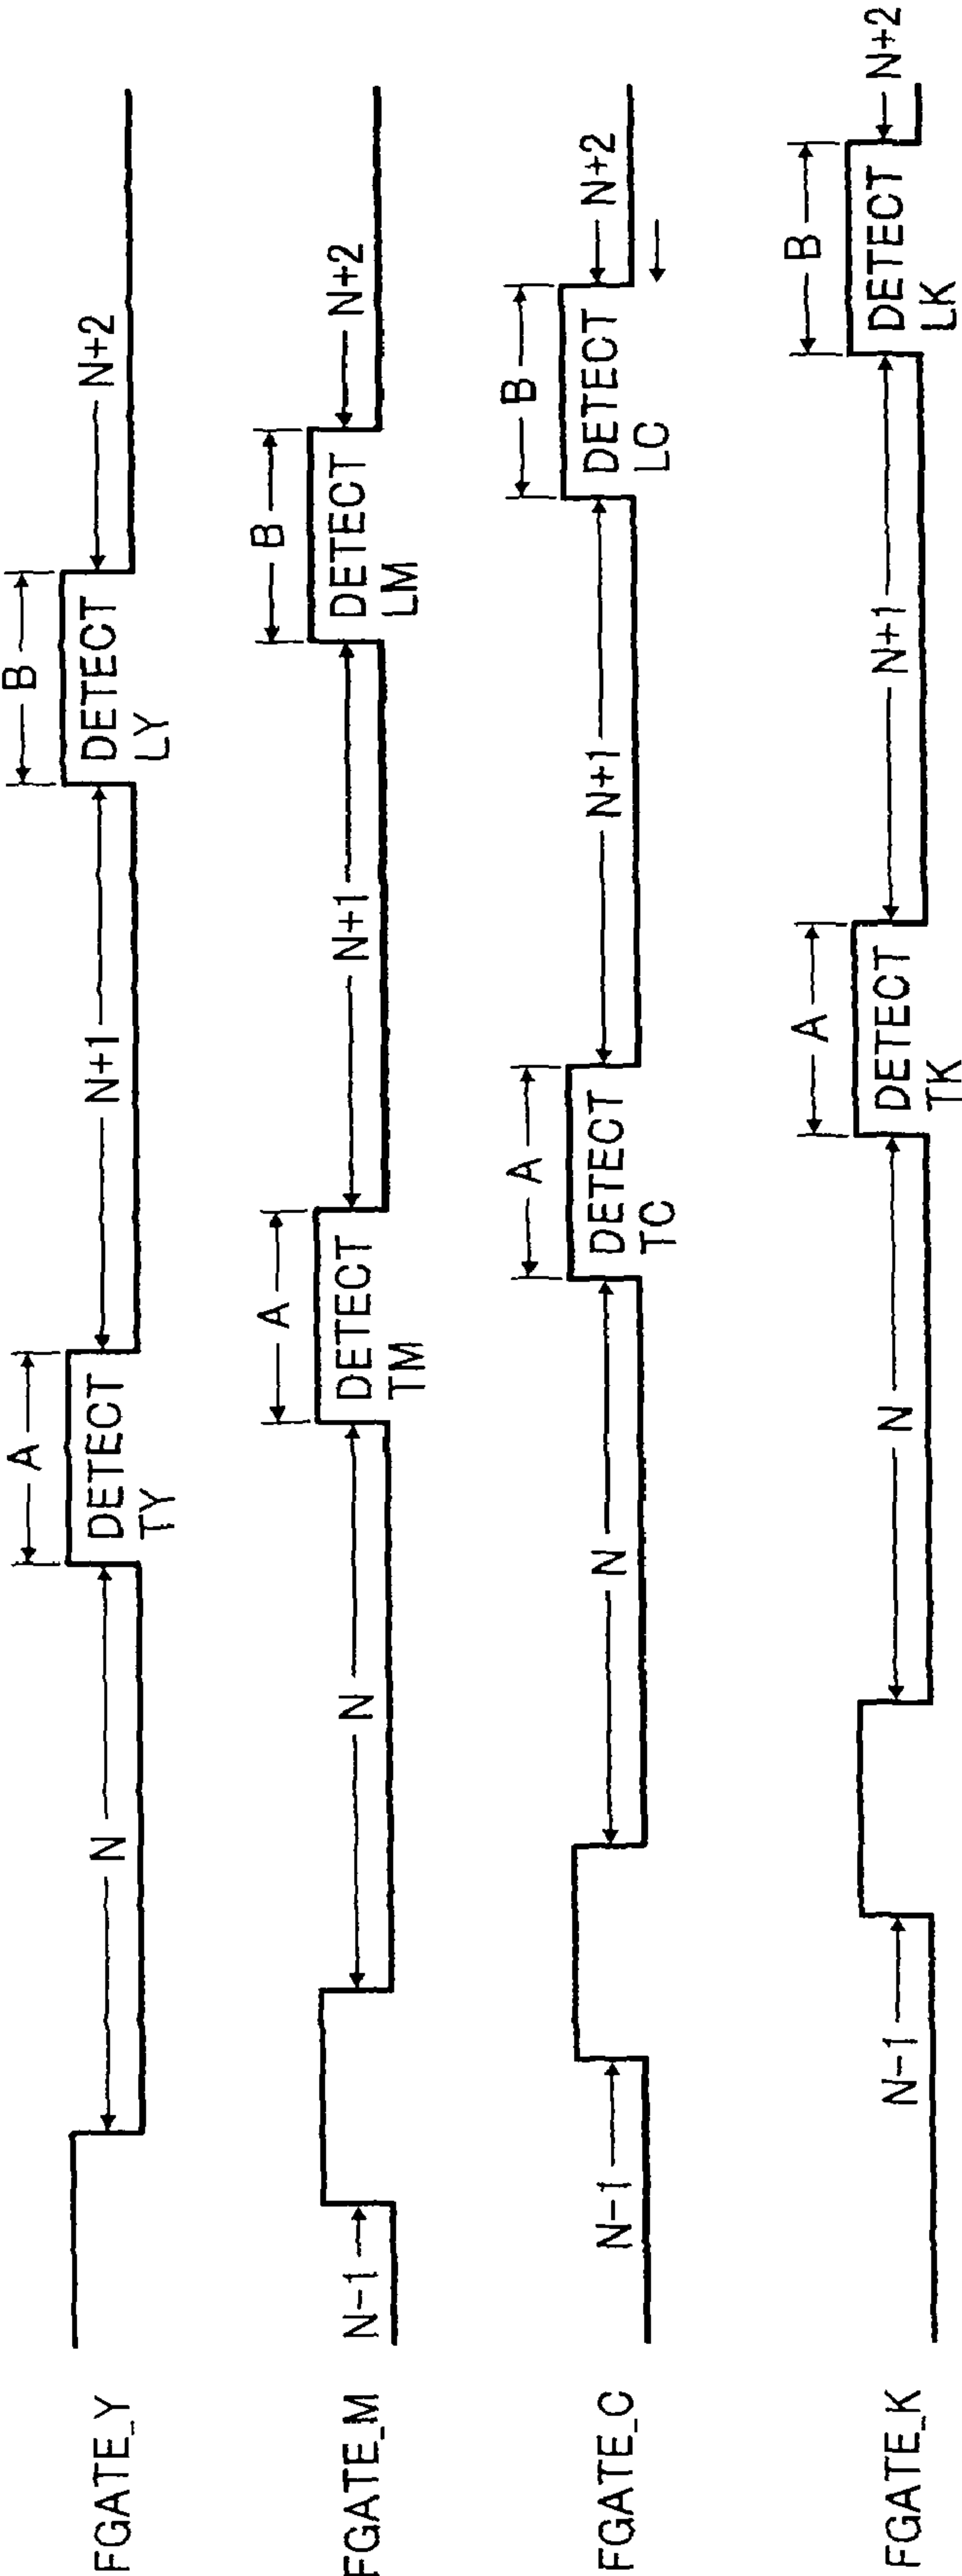 FGATE_Y
N
A
DETECT
TY
N+1
B
DETECT
LY
N+2
FGATE_M
N-1
N
A
DETECT
TM
N+1
B
DETECT
LM
N+2
FGATE_C
N-1
N
A
DETECT
TC
N+1
B
DETECT
LC
N+2
FGATE_K
N-1
N
A
DETECT
TK
N+1
B
DETECT
LK
N+2